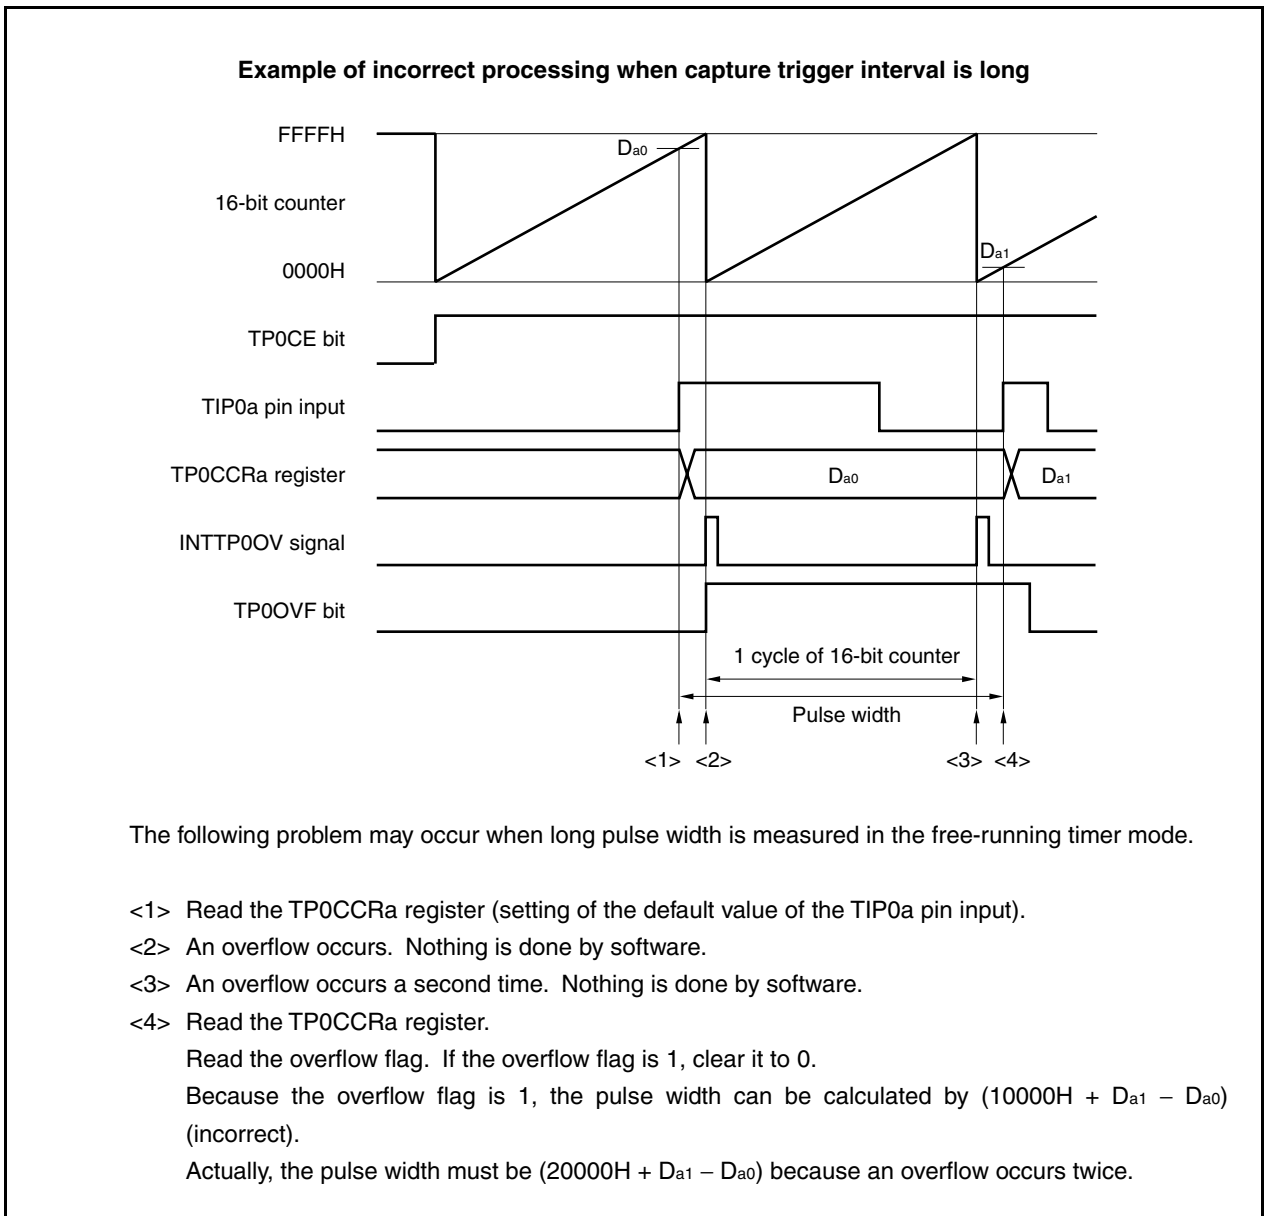 Example of incorrect processing when capture trigger interval is long
FFFFH
Da0
16-bit counter
Da1
0000H
TP0CE bit
TIP0a pin input
TP0CCRa register
Da0
Da1
INTTP0OV signal
TP0OVF bit
1 cycle of 16-bit counter
Pulse width
<1> <2> <3> <4>
The following problem may occur when long pulse width is measured in the free-running timer mode.
<1> Read the TP0CCRa register (setting of the default value of the TIP0a pin input).
<2> An overflow occurs. Nothing is done by software.
<3> An overflow occurs a second time. Nothing is done by software.
<4> Read the TP0CCRa register.
Read the overflow flag. If the overflow flag is 1, clear it to 0.
Because the overflow flag is 1, the pulse width can be calculated by (10000H + Da1 − Da0)
(incorrect).
Actually, the pulse width must be (20000H + Da1 − Da0) because an overflow occurs twice.